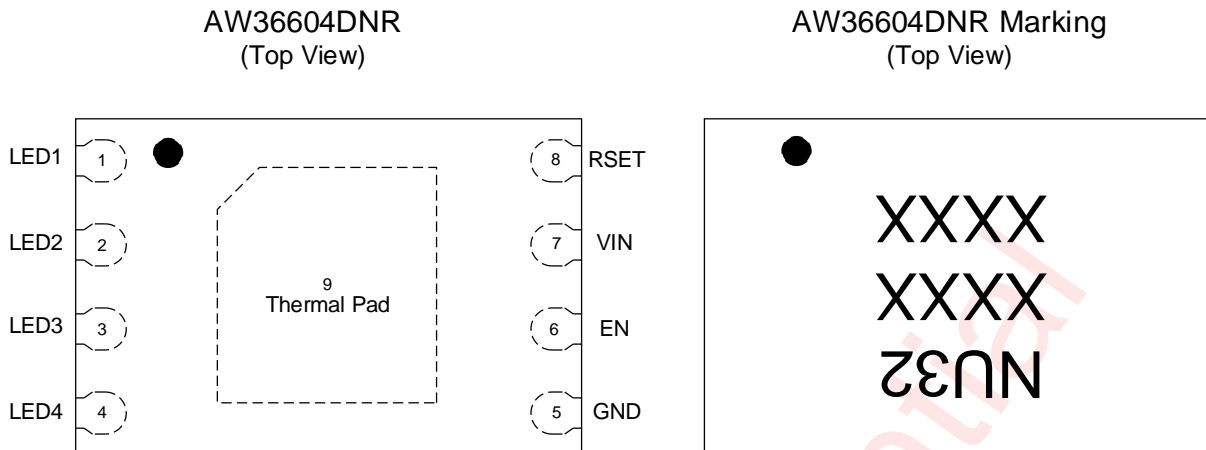 AW36604DNR
(Top View)
LED1
1
8
RSET
LED2
2
7
VIN
9
Thermal Pad
LED3
3
6
EN
LED4
4
5
GND
AW36604DNR Marking
(Top View)
NU32
XXXX
XXXX